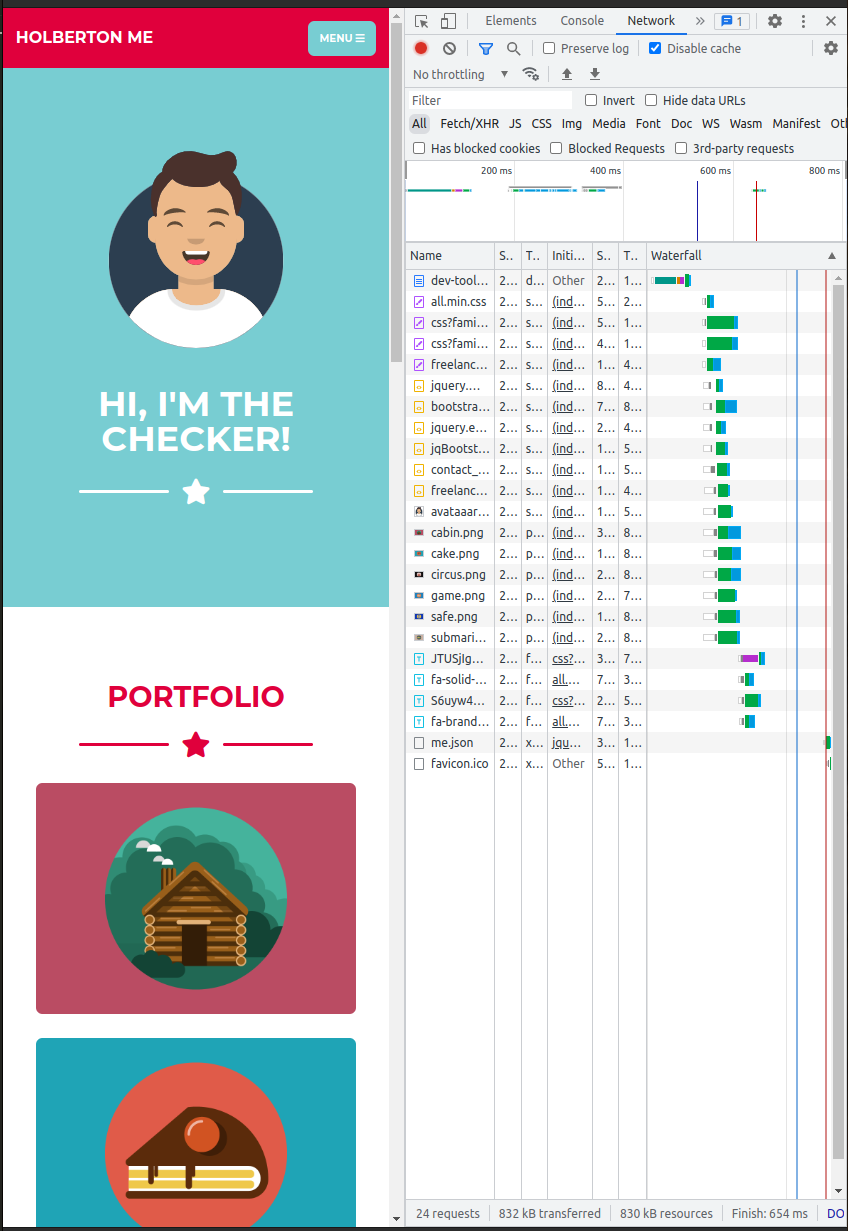 HOLBERTON ME
MENU
HI, I'M THE
CHECKER!
PORTFOLIO
Elements Console Network » 1
Preserve log Disable cache
No throttling
Filter Invert Hide data URLs
All Fetch/XHR JS CSS Img Media Font Doc WS Wasm Manifest Otl
Has blocked cookies Blocked Requests 3rd-party requests
200 ms 400 ms 600 ms 800 ms
Name S.. T.. Initi... S.. T.. Waterfall
dev-tool... 2... d... Other 2... 1...
all.min.css 2... s... (ind... 5... 2...
css?fami... 2... s... (ind... 5... 1...
css?fami... 2... s... (ind... 4... 1...
freelanc... 2... s... (ind... 1... 4...
jquery.... 2... s... (ind... 8... 4...
bootstra... 2... s... (ind... 7... 8...
jquery.e... 2... s... (ind... 2... 4...
jqBootst... 2... s... (ind... 1... 5...
contact_... 2... s... (ind... 1... 5...
freelanc... 2... s... (ind... 1... 4...
avataaar... 2... s... (ind... 1... 5...
cabin.png 2... p... (ind... 3... 8...
cake.png 2... p... (ind... 1... 8...
circus.png 2... p... (ind... 2... 8...
game.png 2... p... (ind... 2... 7...
safe.png 2... p... (ind... 1... 8...
submari... 2... p... (ind... 2... 8...
JTUSjIg... 2... f... css?... 3... 7...
fa-solid-... 2... f... all.... 7... 3...
S6uyw4... 2... f... css?... 2... 5...
fa-brand... 2... f... all.... 7... 3...
me.json 2... x... jqu... 3... 1...
favicon.ico 2... x... Other 5... 1...
24 requests 832 kB transferred 830 kB resources Finish: 654 ms DO